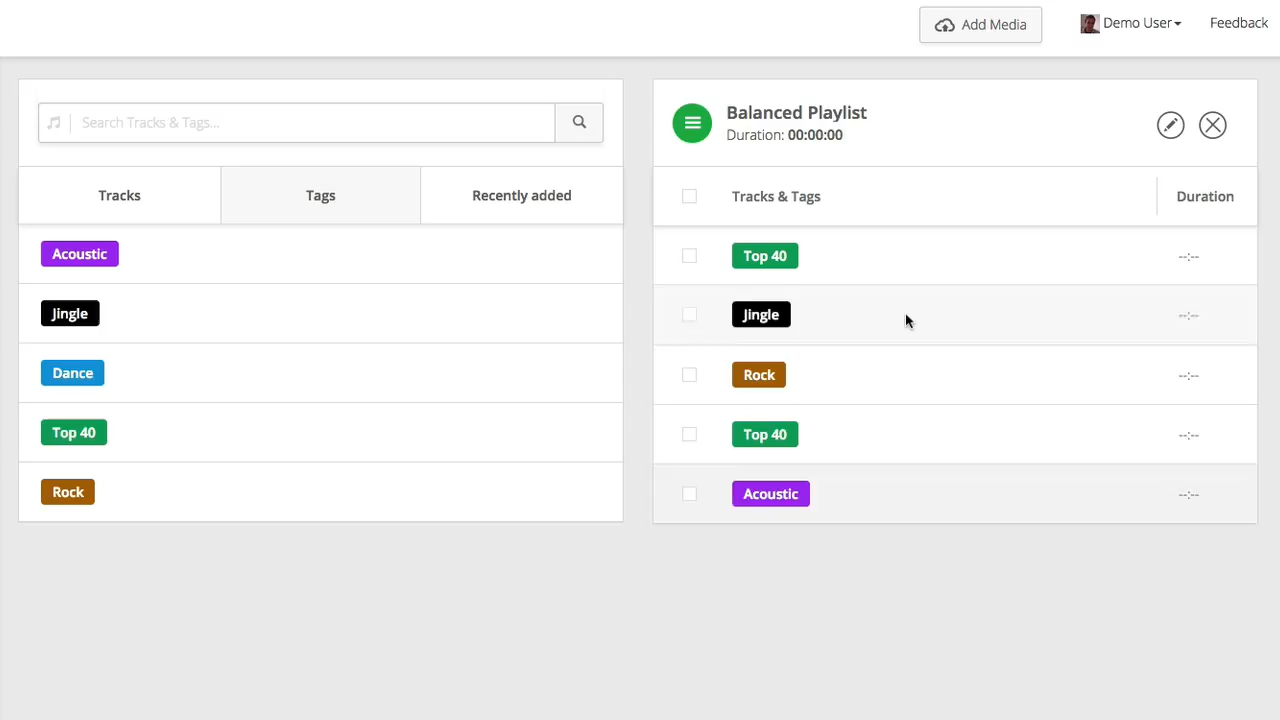 Add Media
Demo User
Feedback
Search Tracks & Tags...
Tracks
Tags
Recently added
Acoustic
Jingle
Dance
Top 40
Rock
Balanced Playlist
Duration: 00:00:00
Tracks & Tags
Duration
Top 40
--:--
Jingle
--:--
Rock
--:--
Top 40
--:--
Acoustic
--:--